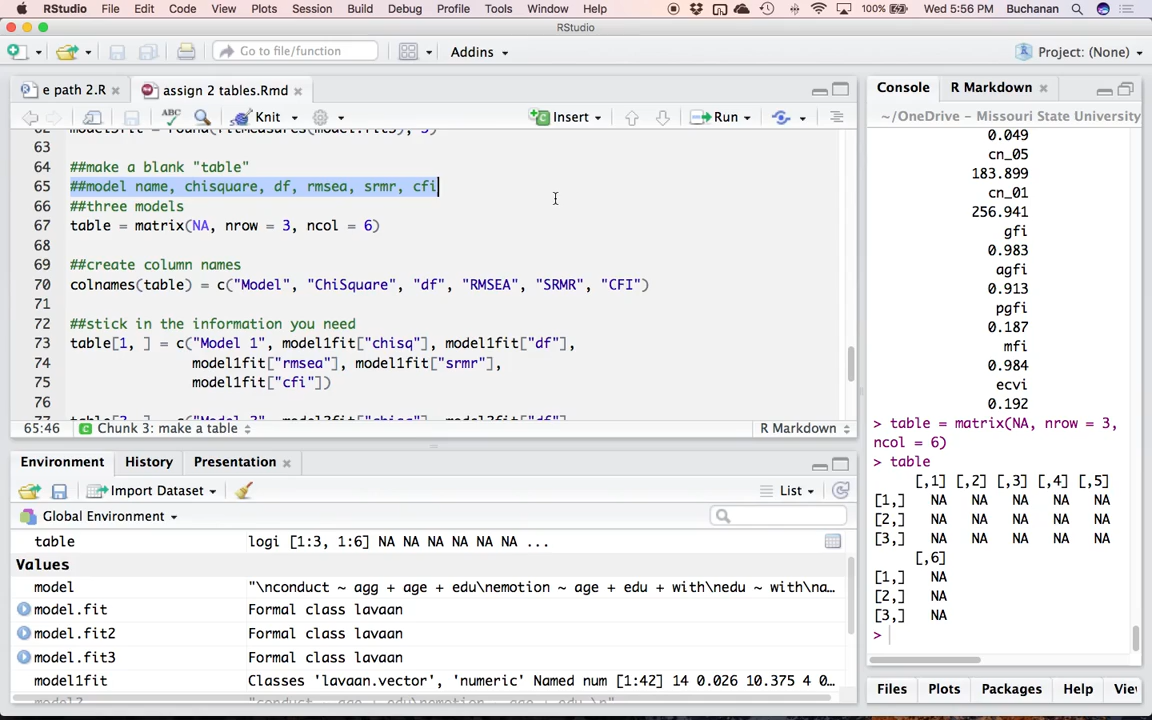 RStudio File Edit Code View Plots Session Build Debug Profile Tools Window Help 100% Wed 5:56 PM Buchanan
RStudio
Go to file/function Addins Project: (None)
e path 2.R assign 2 tables.Rmd
ABC Knit Insert Run
63
64 ##make a blank "table"
65 ##model name, chisquare, df, rmsea, srmr, cfi
66 ##three models
67 table = matrix(NA, nrow = 3, ncol = 6)
68
69 ##create column names
70 colnames(table) = c("Model", "ChiSquare", "df", "RMSEA", "SRMR", "CFI")
71
72 ##stick in the information you need
73 table[1, ] = c("Model 1", model1fit["chisq"], model1fit["df"],
74 model1fit["rmsea"], model1fit["srmr"],
75 model1fit["cfi"])
76
65:46 Chunk 3: make a table R Markdown
Environment History Presentation
Import Dataset List
Global Environment
table logi [1:3, 1:6] NA NA NA NA NA NA ...
Values
model "\nconduct ~ agg + age + edu\nemotion ~ age + edu + with\nedu ~ with\na…
model.fit Formal class lavaan
model.fit2 Formal class lavaan
model.fit3 Formal class lavaan
model1fit Classes 'lavaan.vector', 'numeric' Named num [1:42] 14 0.026 10.375 4 0…
Console R Markdown
~/OneDrive - Missouri State University
0.049
cn_05
183.899
cn_01
256.941
gfi
0.983
agfi
0.913
pgfi
0.187
mfi
0.984
ecvi
0.192
> table = matrix(NA, nrow = 3,
ncol = 6)
> table
[,1] [,2] [,3] [,4] [,5]
[1,] NA NA NA NA NA
[2,] NA NA NA NA NA
[3,] NA NA NA NA NA
[,6]
[1,] NA
[2,] NA
[3,] NA
>
Files Plots Packages Help